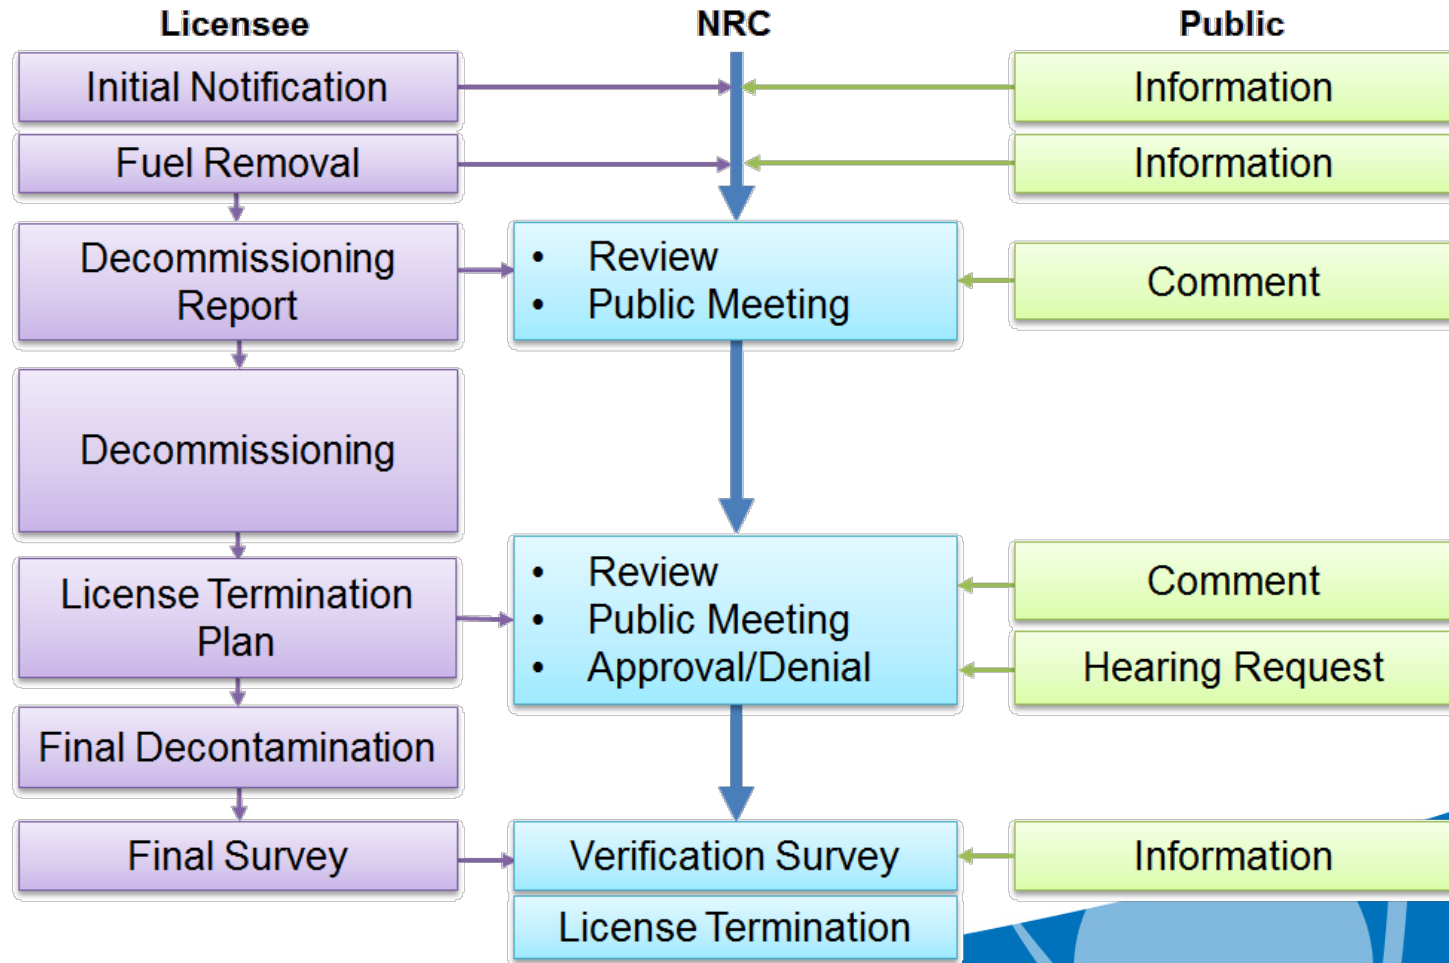 Licensee NRC Public
Initial Notification
Information
Fuel Removal
Information
Decommissioning
Report
• Review
• Public Meeting
Comment
Decommissioning
License Termination
Plan
• Review
• Public Meeting
• Approval/Denial
Comment
Hearing Request
Final Decontamination
Final Survey
Verification Survey
Information
License Termination